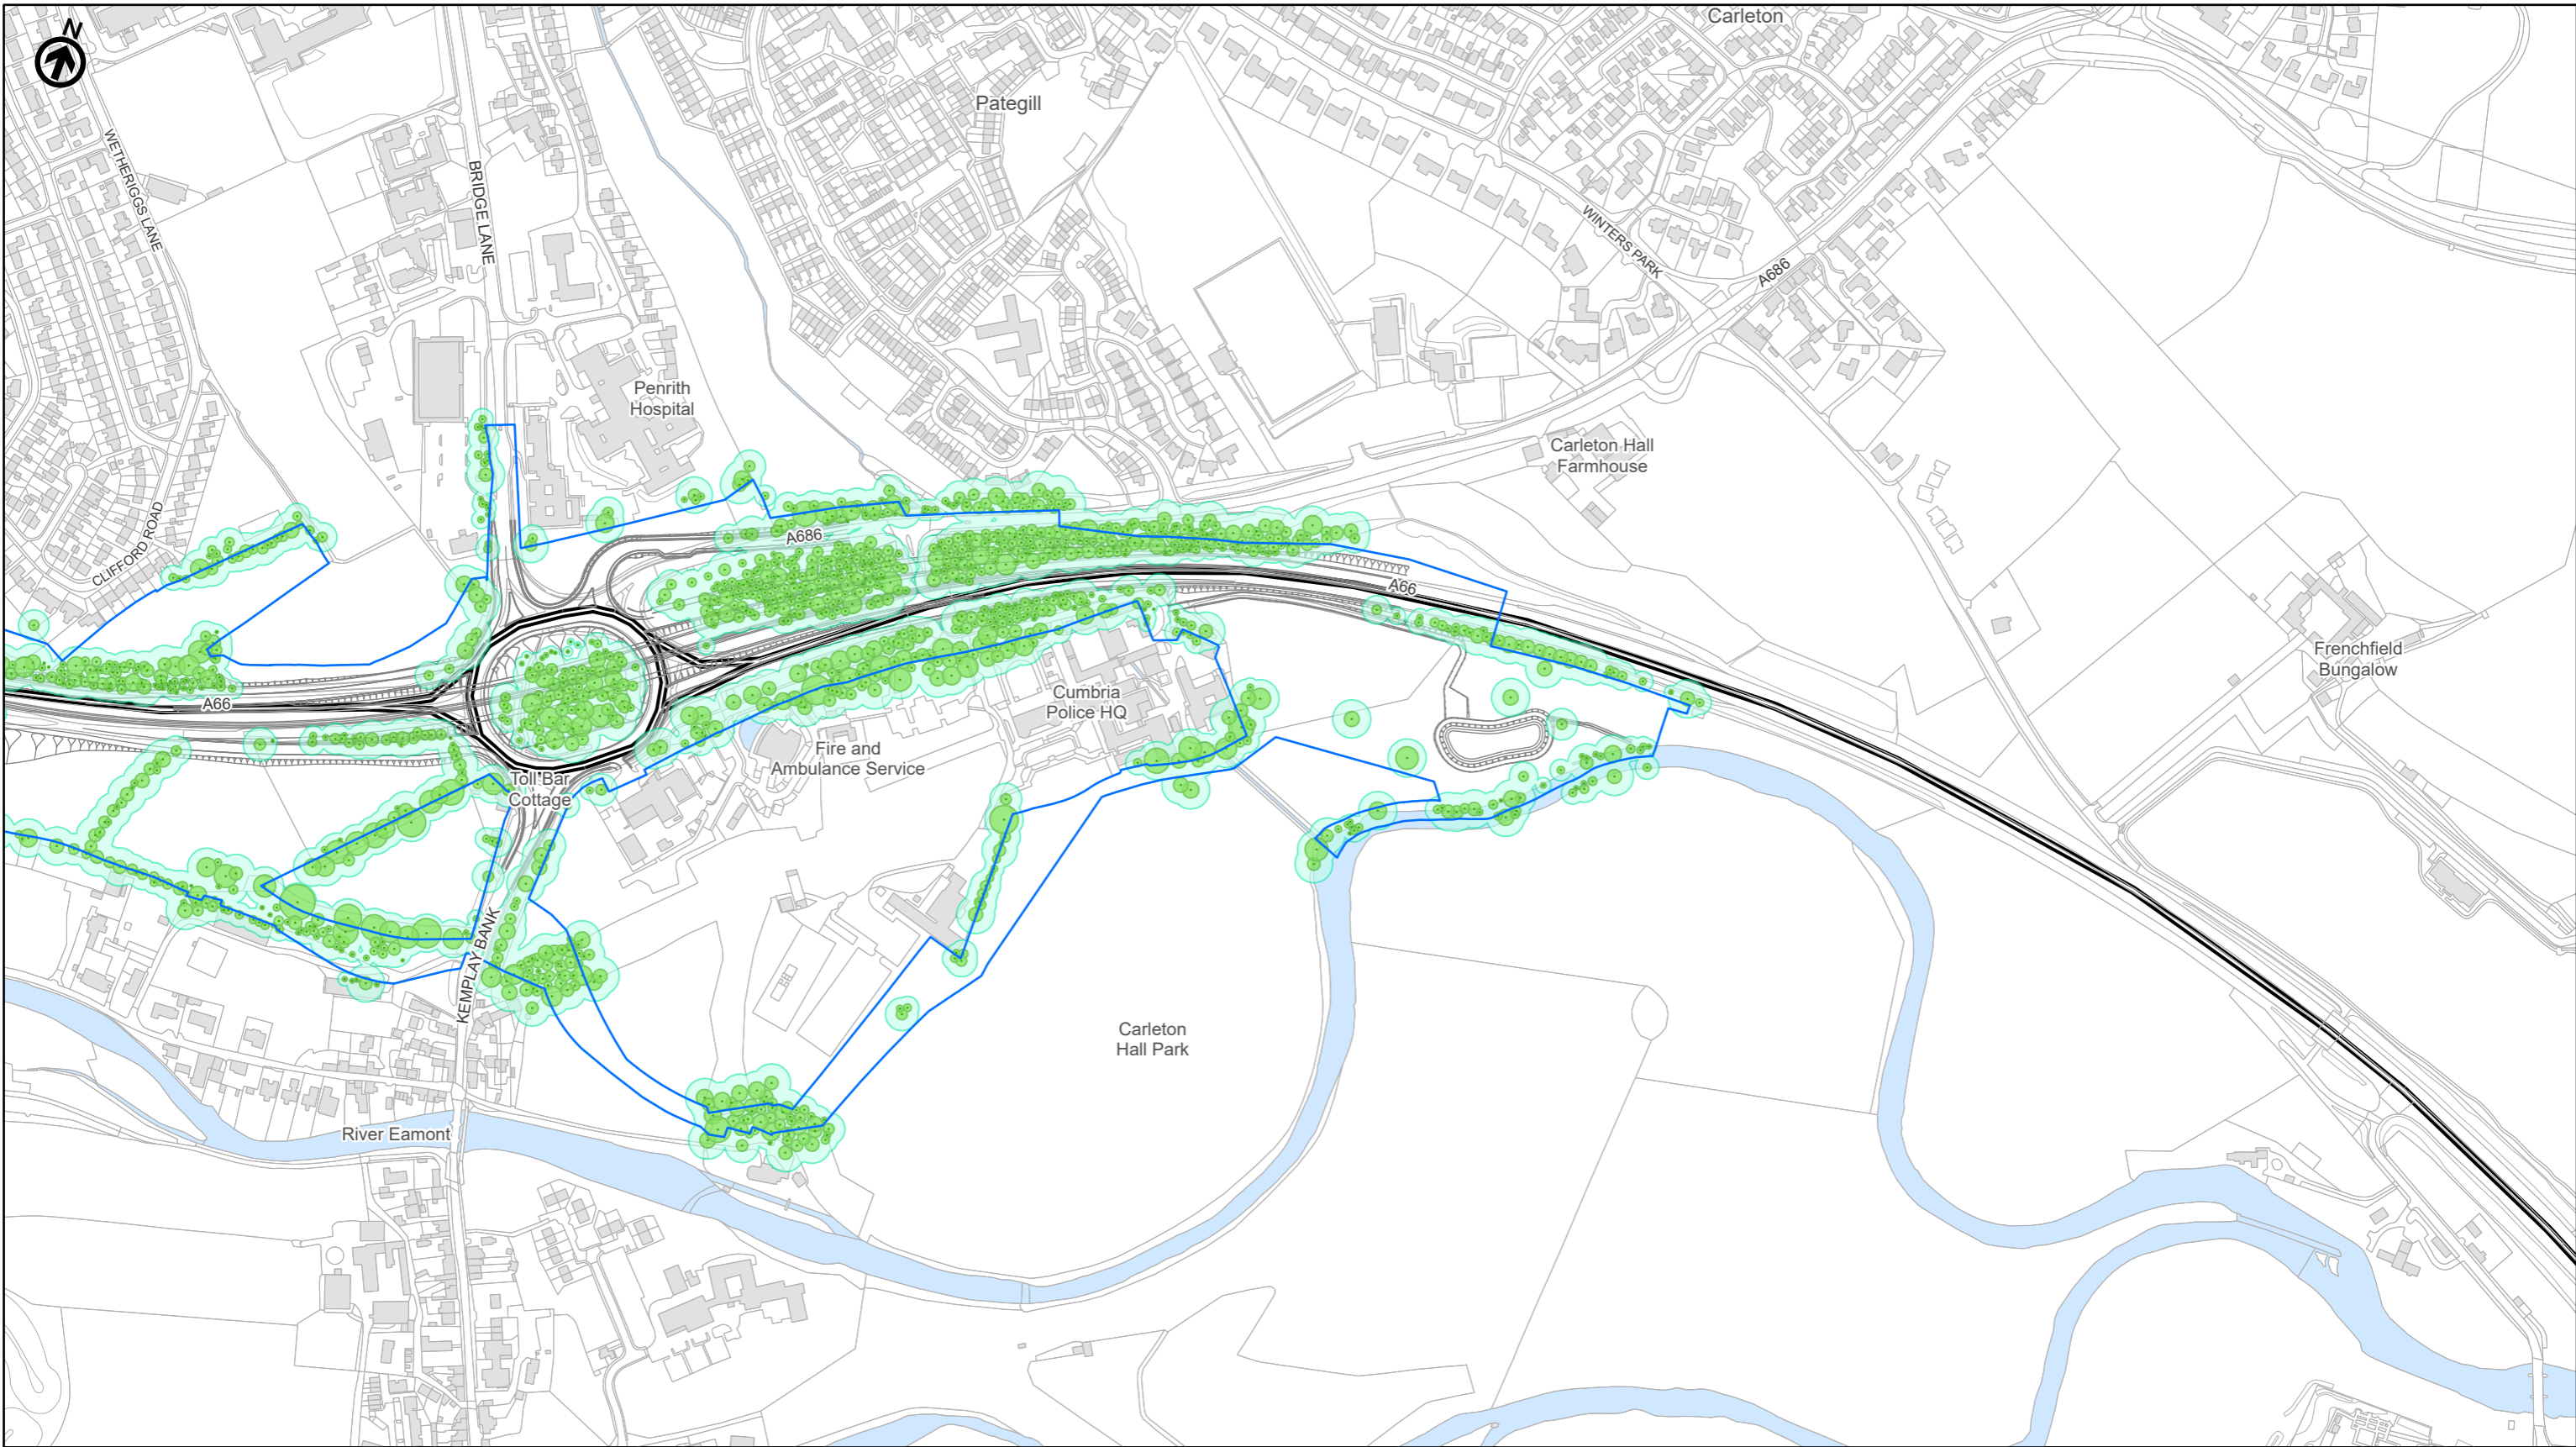 N
Carleton
Pategill
WETHERIGGS LANE
BRIDGE LANE
WINTERS PARK
A686
Penrith
Hospital
Carleton Hall
Farmhouse
CLIFFORD ROAD
A686
A66
Frenchfield
Bungalow
A66
Cumbria
Police HQ
Fire and
Ambulance Service
Toll Bar
Cottage
KEMPLAY BANK
Carleton
Hall Park
River Eamont